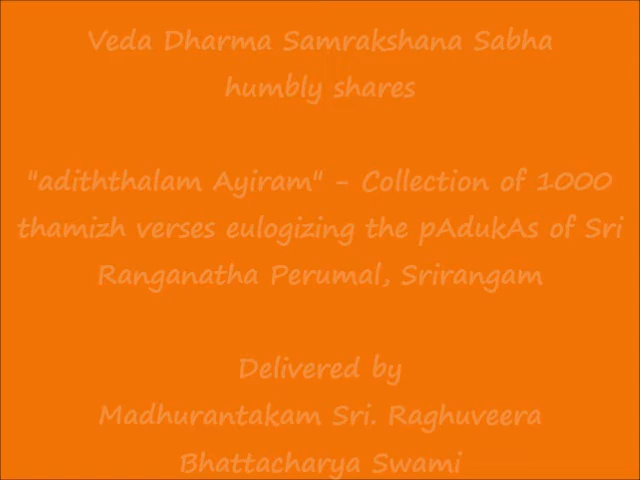 Veda Dharma Samrakshana Sabha
humbly shares
"adiththalam Ayiram" - Collection of 1000
thamizh verses eulogizing the pAdukAs of Sri
Ranganatha Perumal, Srirangam
Delivered by
Madhurantakam Sri. Raghuveera
Bhattacharya Swami